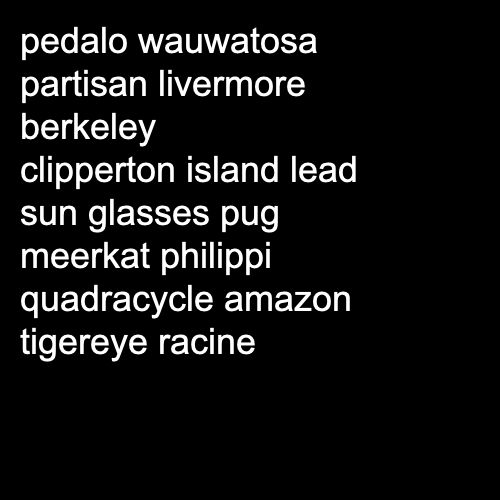 pedalo wauwatosa
partisan livermore
berkeley
clipperton island lead
sun glasses pug
meerkat philippi
quadracycle amazon
tigereye racine